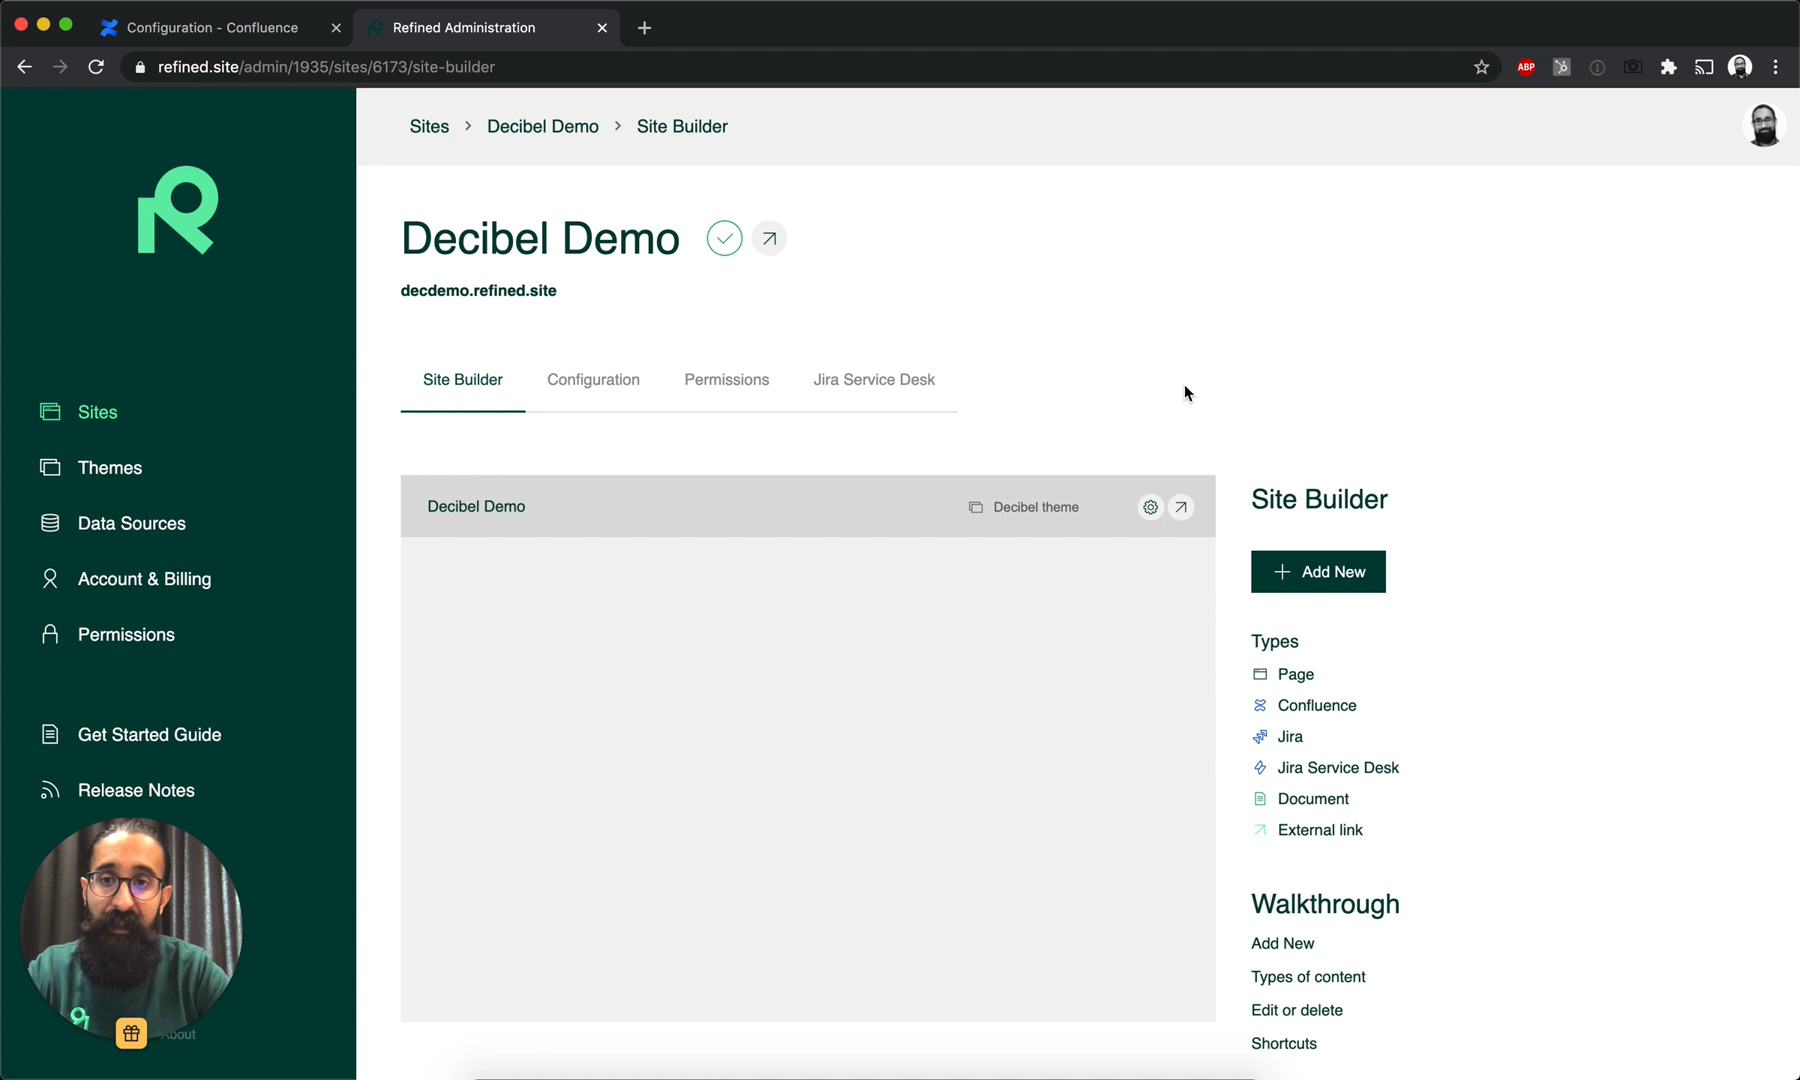 Configuration - Confluence
Refined Administration
refined.site/admin/1935/sites/6173/site-builder
ABP
Sites > Decibel Demo > Site Builder
Decibel Demo
decdemo.refined.site
Site Builder
Configuration
Permissions
Jira Service Desk
Sites
Themes
Data Sources
Account & Billing
Permissions
Get Started Guide
Release Notes
About
Decibel Demo
Decibel theme
Site Builder
Add New
Types
Page
Confluence
Jira
Jira Service Desk
Document
External link
Walkthrough
Add New
Types of content
Edit or delete
Shortcuts